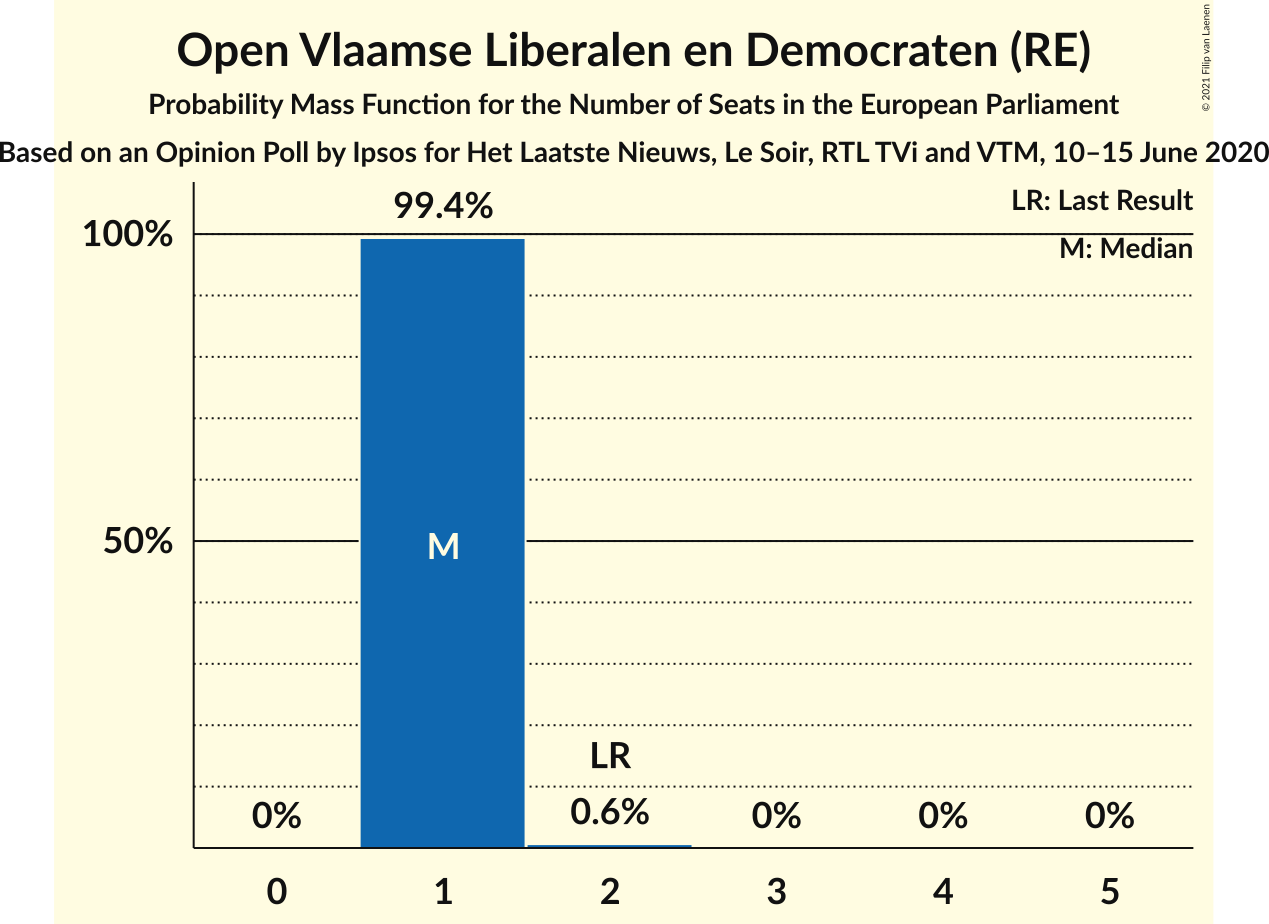 Open Vlaamse Liberalen en Democraten (RE)
Probability Mass Function for the Number of Seats in the European Parliament
Based on an Opinion Poll by Ipsos for Het Laatste Nieuws, Le Soir, RTL TVi and VTM, 10–15 June 2020
© 2021 Filip van Laenen
LR: Last Result
M: Median
99.4%
100%
50%
M
LR
0%
0.6%
0%
0%
0%
0
1
2
3
4
5